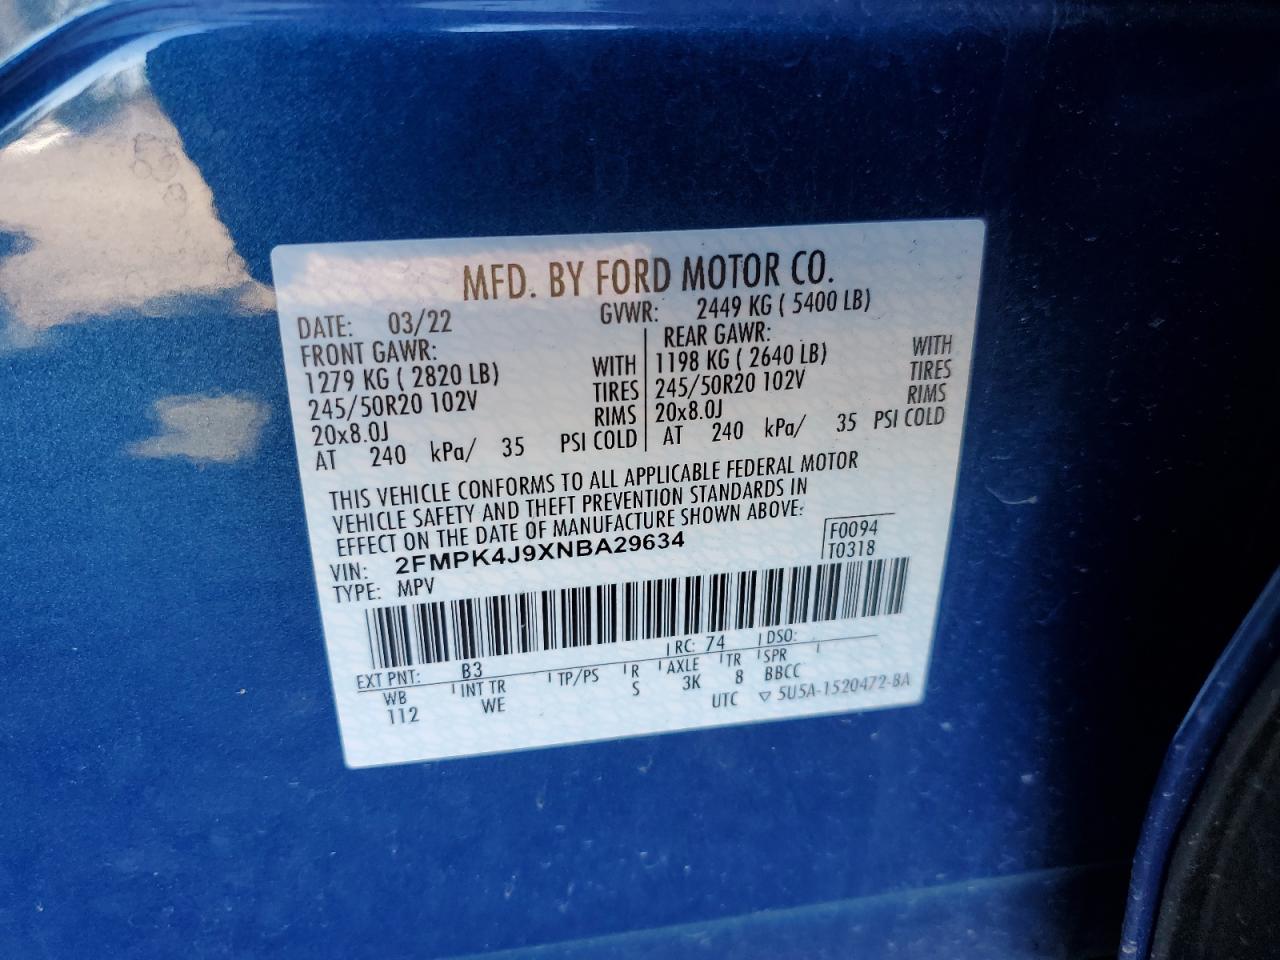 MFD. BY FORD MOTOR CO.
DATE: 03/22 GVWR: 2449 KG ( 5400 LB)
FRONT GAWR: REAR GAWR:
1279 KG ( 2820 LB) WITH 1198 KG ( 2640 LB) WITH
245/50R20 102V TIRES 245/50R20 102V TIRES
20x8.0J RIMS 20x8.0J RIMS
AT 240 kPa/ 35 PSI COLD AT 240 kPa/ 35 PSI COLD
THIS VEHICLE CONFORMS TO ALL APPLICABLE FEDERAL MOTOR
VEHICLE SAFETY AND THEFT PREVENTION STANDARDS IN
EFFECT ON THE DATE OF MANUFACTURE SHOWN ABOVE:
VIN: 2FMPK4J9XNBA29634 F0094
TYPE: MPV T0318
EXT PNT: B3 RC: 74 DSO:
WB INT TR TP/PS R AXLE TR SPR
112 WE S 3K 8 BBCC
UTC ▽ 5U5A-1520472-BA